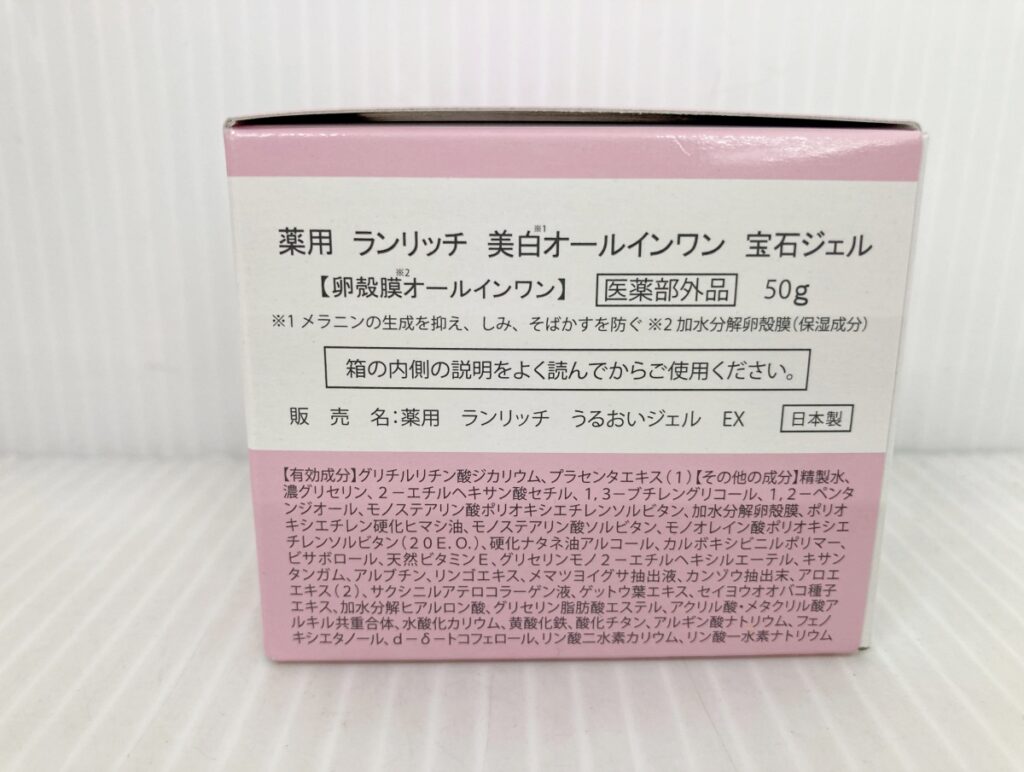 薬用 ランリッチ 美白※1オールインワン 宝石ジェル
【卵殻膜※2オールインワン】 医薬部外品 50g
※1メラニンの生成を抑え、しみ、そばかすを防ぐ ※2加水分解卵殻膜(保湿成分)
箱の内側の説明をよく読んでからご使用ください。
販 売 名:薬用 ランリッチ うるおいジェル EX 日本製
【有効成分】グリチルリチン酸ジカリウム、プラセンタエキス(1)【その他の成分】精製水、
濃グリセリン、2-エチルヘキサン酸セチル、1,3-ブチレングリコール、1,2-ペンタ
ンジオール、モノステアリン酸ポリオキシエチレンソルビタン、加水分解卵殻膜、ポリオ
キシエチレン硬化ヒマシ油、モノステアリン酸ソルビタン、モノオレイン酸ポリオキシエ
チレンソルビタン(20E.O.)、硬化ナタネ油アルコール、カルボキシビニルポリマー、
ビサボロール、天然ビタミンE、グリセリンモノ2-エチルヘキシルエーテル、キサン
タンガム、アルブチン、リンゴエキス、メマツヨイグサ抽出液、カンゾウ抽出末、アロエ
エキス(2)、サクシニルアテロコラーゲン液、ゲットウ葉エキス、セイヨウオオバコ種子
エキス、加水分解ヒアルロン酸、グリセリン脂肪酸エステル、アクリル酸・メタクリル酸ア
ルキル共重合体、水酸化カリウム、黄酸化鉄、酸化チタン、アルギン酸ナトリウム、フェノ
キシエタノール、d-δ-トコフェロール、リン酸二水素カリウム、リン酸一水素ナトリウム